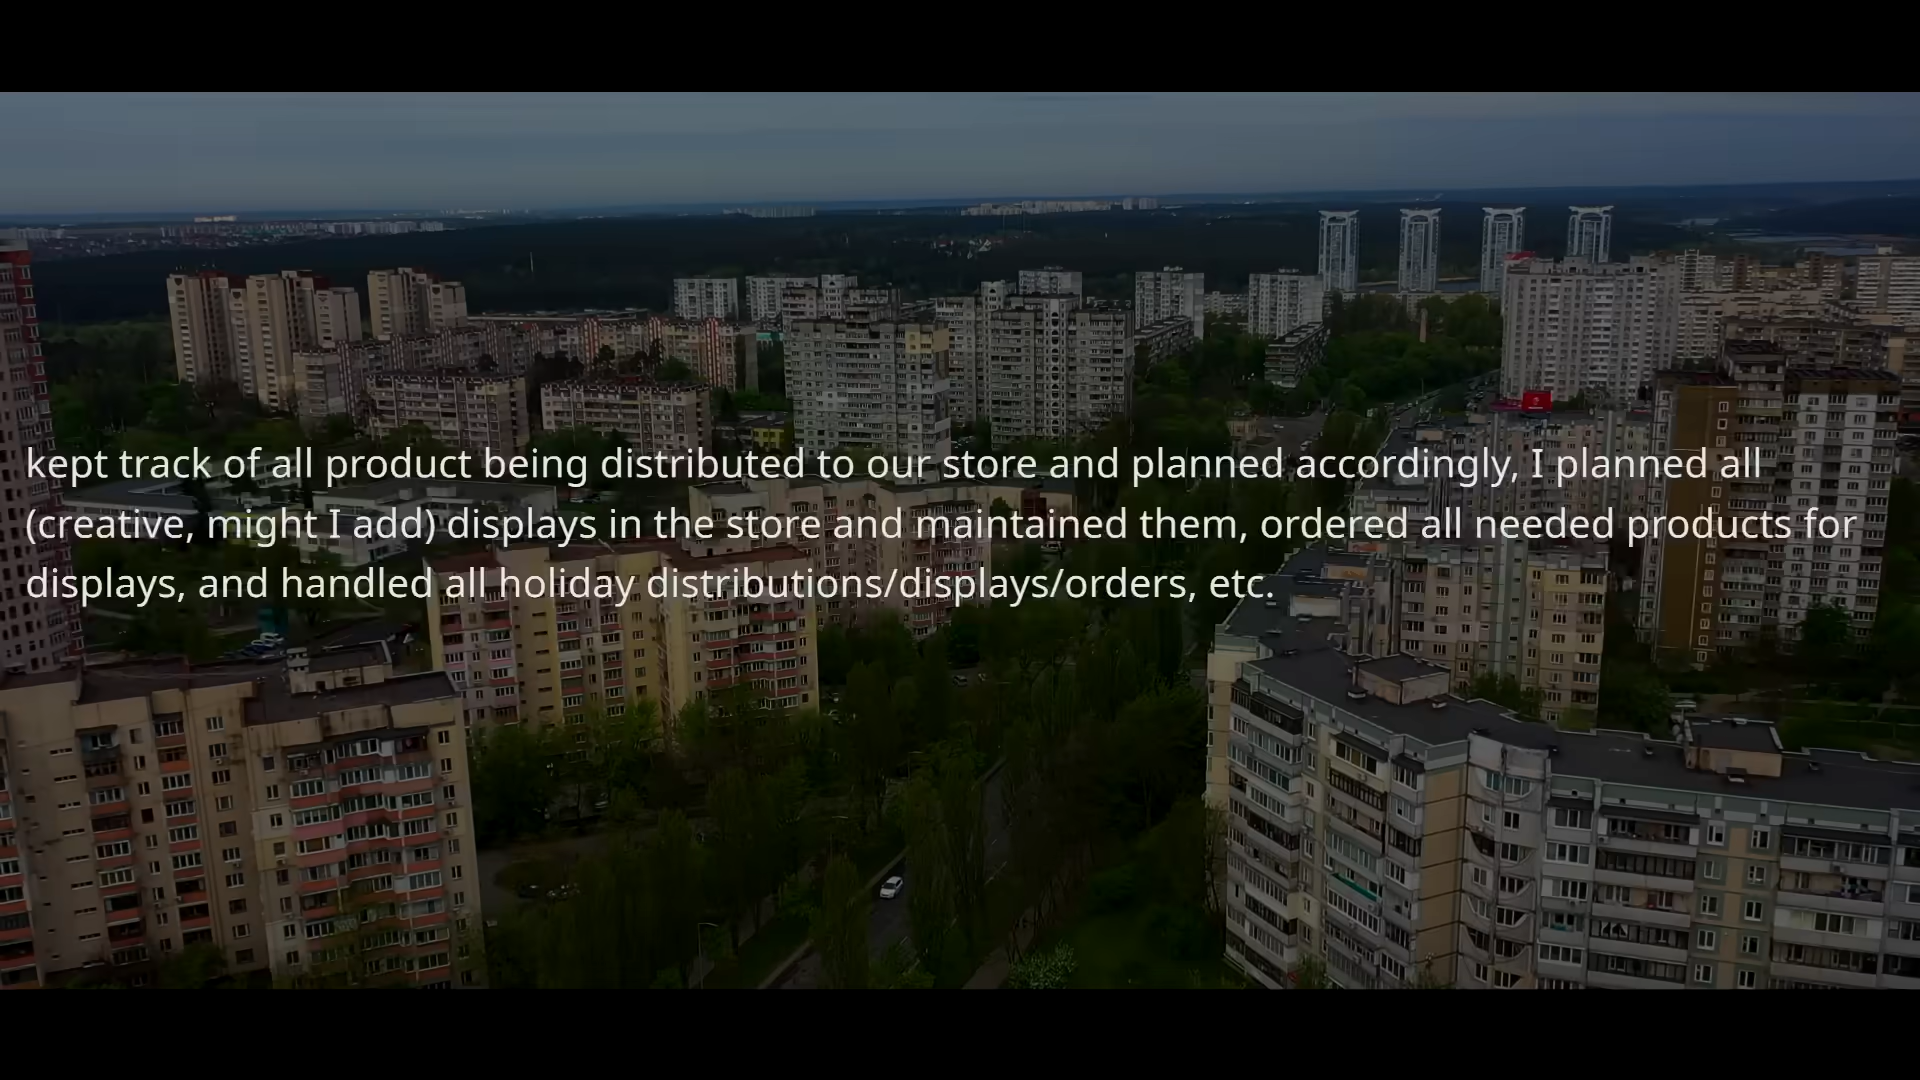 kept track of all product being distributed to our store and planned accordingly, I planned all
(creative, might I add) displays in the store and maintained them, ordered all needed products for
displays, and handled all holiday distributions/displays/orders, etc.